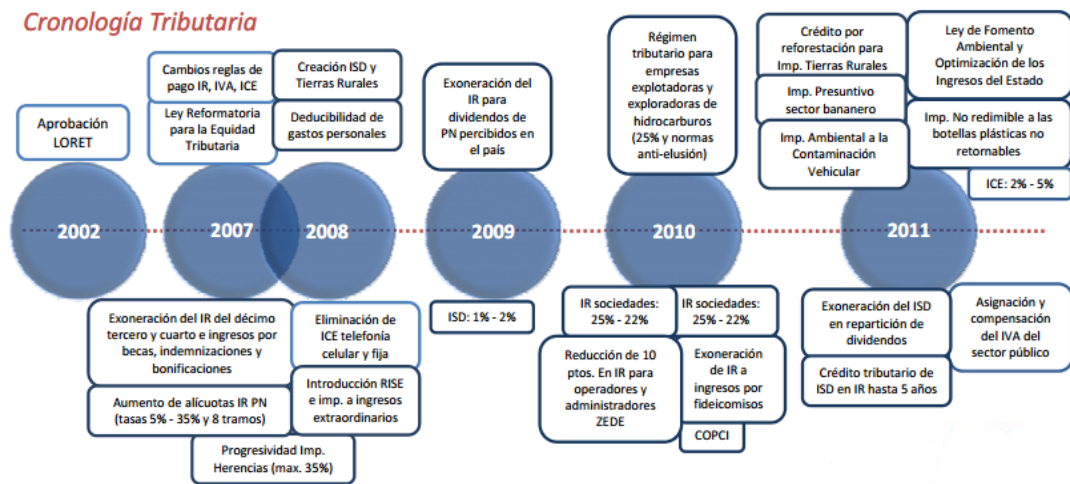 Cronología Tributaria
Aprobación
LORET
Cambios reglas de
pago IR, IVA, ICE
Ley Reformatoria
para la Equidad
Tributaria
Creación ISD y
Tierras Rurales
Deducibilidad de
gastos personales
Exoneración del
IR para
dividendos de
PN percibidos en
el país
Régimen
tributario para
empresas
explotadoras y
exploradoras de
hidrocarburos
(25% y normas
anti-elusión)
Crédito por
reforestación para
Imp. Tierras Rurales
Imp. Presuntivo
sector bananero
Imp. Ambiental a la
Contaminación
Vehicular
Ley de Fomento
Ambiental y
Optimización de los
Ingresos del Estado
Imp. No redimible a las
botellas plásticas no
retornables
ICE: 2% - 5%
2002
2007
2008
2009
2010
2011
Exoneración del IR del décimo
tercero y cuarto e ingresos por
becas, indemnizaciones y
bonificaciones
Aumento de alícuotas IR PN
(tasas 5% - 35% y 8 tramos)
Progresividad Imp.
Herencias (max. 35%)
Eliminación de
ICE telefonía
celular y fija
Introducción RISE
e imp. a ingresos
extraordinarios
ISD: 1% - 2%
IR sociedades:
25% - 22%
IR sociedades:
25% - 22%
Reducción de 10
ptos. En IR para
operadores y
administradores
ZEDE
Exoneración
de IR a
ingresos por
fideicomisos
COPCI
Exoneración del ISD
en repartición de
dividendos
Crédito tributario de
ISD en IR hasta 5 años
Asignación y
compensación
del IVA del
sector público